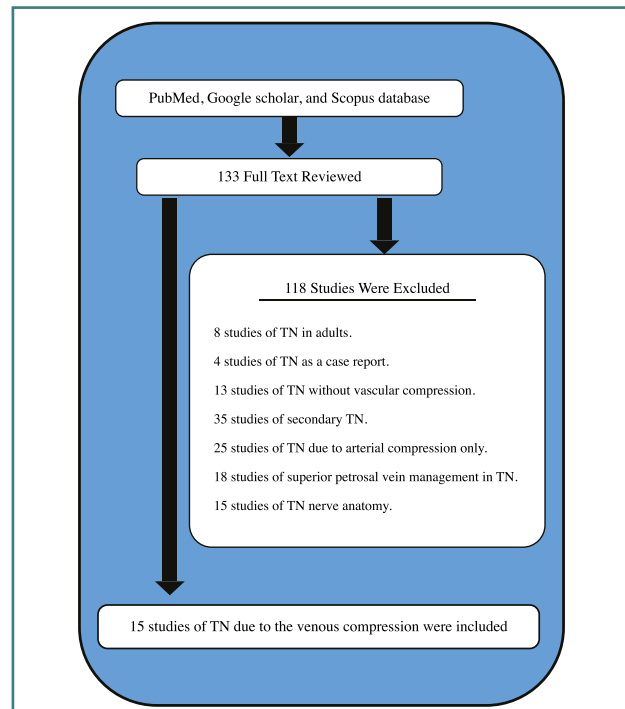 PubMed, Google scholar, and Scopus database
133 Full Text Reviewed
118 Studies Were Excluded
8 studies of TN in adults.
4 studies of TN as a case report.
13 studies of TN without vascular compression.
35 studies of secondary TN.
25 studies of TN due to arterial compression only.
18 studies of superior petrosal vein management in TN.
15 studies of TN nerve anatomy.
15 studies of TN due to the venous compression were included